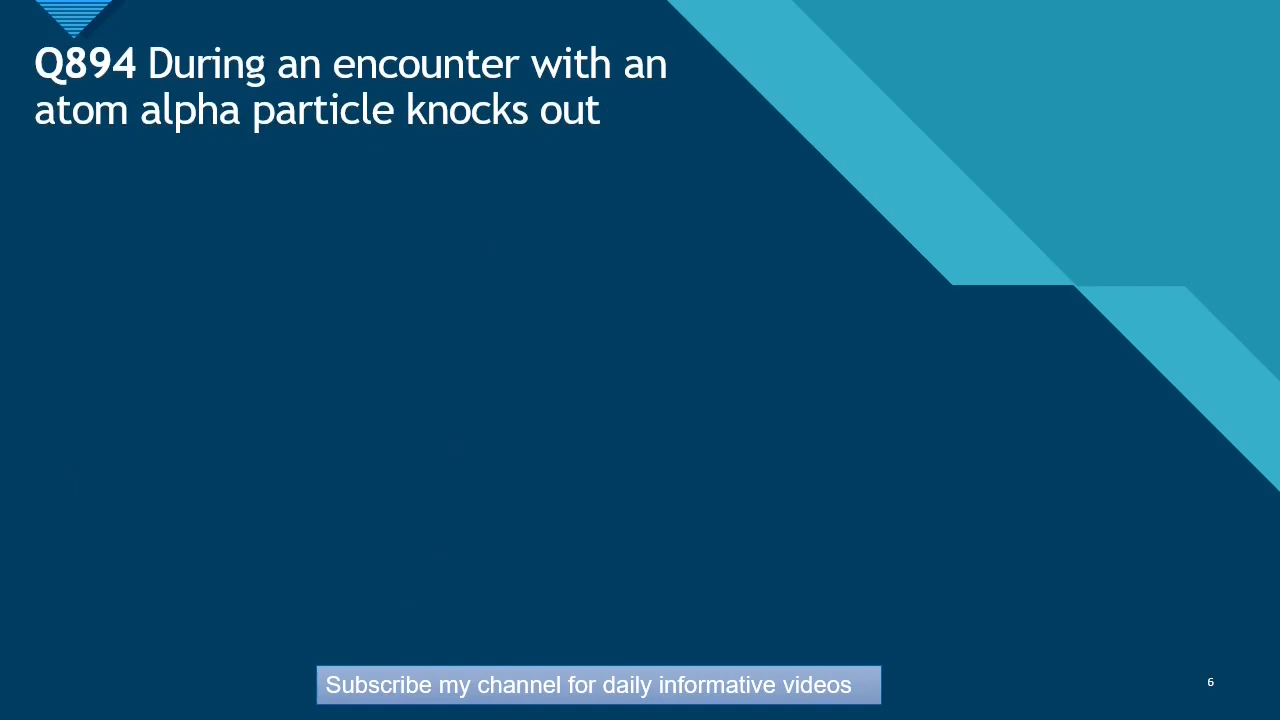 Q894 During an encounter with an
atom alpha particle knocks out
Subscribe my channel for daily informative videos
6